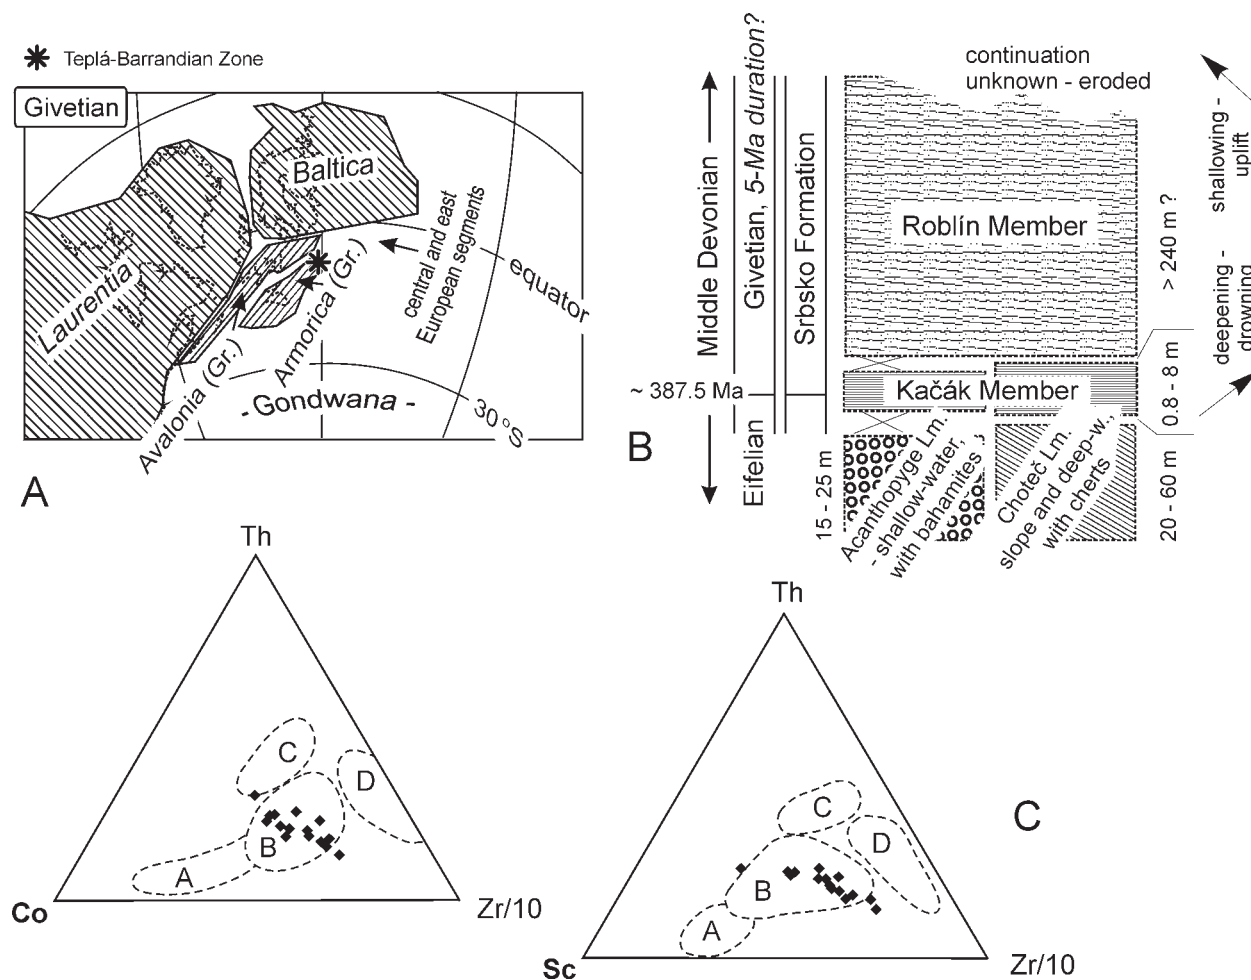 Teplá-Barrandian Zone
Givetian
Baltica
Laurentia
Avalonia (Gr.)
Armorica (Gr.)
central and east
European segments
equator
- Gondwana -
30°S
A
Middle Devonian
~ 387.5 Ma
Givetian, 5-Ma duration?
Eifelian
Srbsko Formation
continuation
unknown - eroded
Roblín Member
Kačák Member
Acanthopyge Lm.
- shallow-water,
with bahamites
Choteč Lm.
slope and deep-w.,
with cherts
15 - 25 m
20 - 60 m
0.8 - 8 m
> 240 m ?
deepening -
drowning
shallowing -
uplift
B
Th
C
D
B
A
Co
Zr/10
Th
C
D
B
A
Sc
Zr/10
C